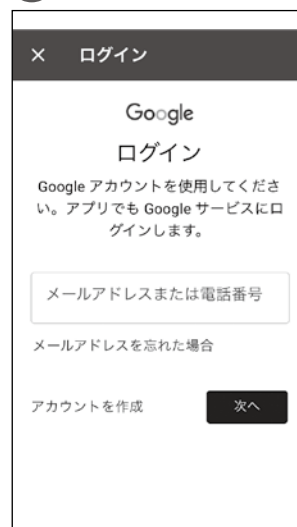 × ログイン
Google
ログイン
Google アカウントを使用してくださ
い。アプリでも Google サービスにロ
グインします。
メールアドレスまたは電話番号
メールアドレスを忘れた場合
アカウントを作成 次へ